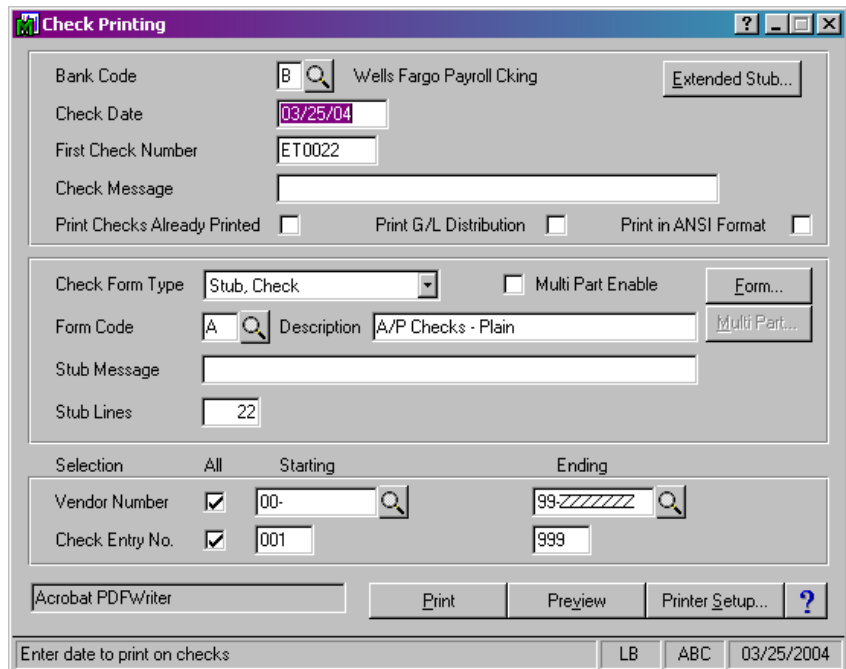 Check Printing
Bank Code B Wells Fargo Payroll Cking Extended Stub...
Check Date 03/25/04
First Check Number ET0022
Check Message
Print Checks Already Printed Print G/L Distribution Print in ANSI Format
Check Form Type Stub, Check Multi Part Enable Form...
Form Code A Description A/P Checks - Plain Multi Part...
Stub Message
Stub Lines 22
Selection All Starting Ending
Vendor Number 00- 99-ZZZZZZZ
Check Entry No. 001 999
Acrobat PDFWriter Print Preview Printer Setup... ?
Enter date to print on checks LB ABC 03/25/2004